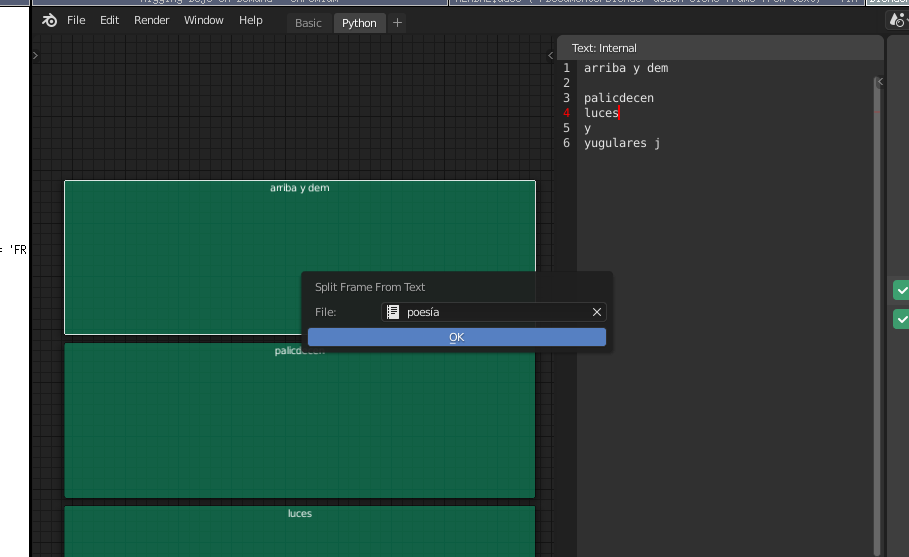 File Edit Render Window Help
Basic Python +
Text: Internal
1 arriba y dem
2
3 palicdecen
4 luces
5 y
6 yugulares j
arriba y dem
= 'FR
Split Frame From Text
File: poesía
OK
palicdecen
luces